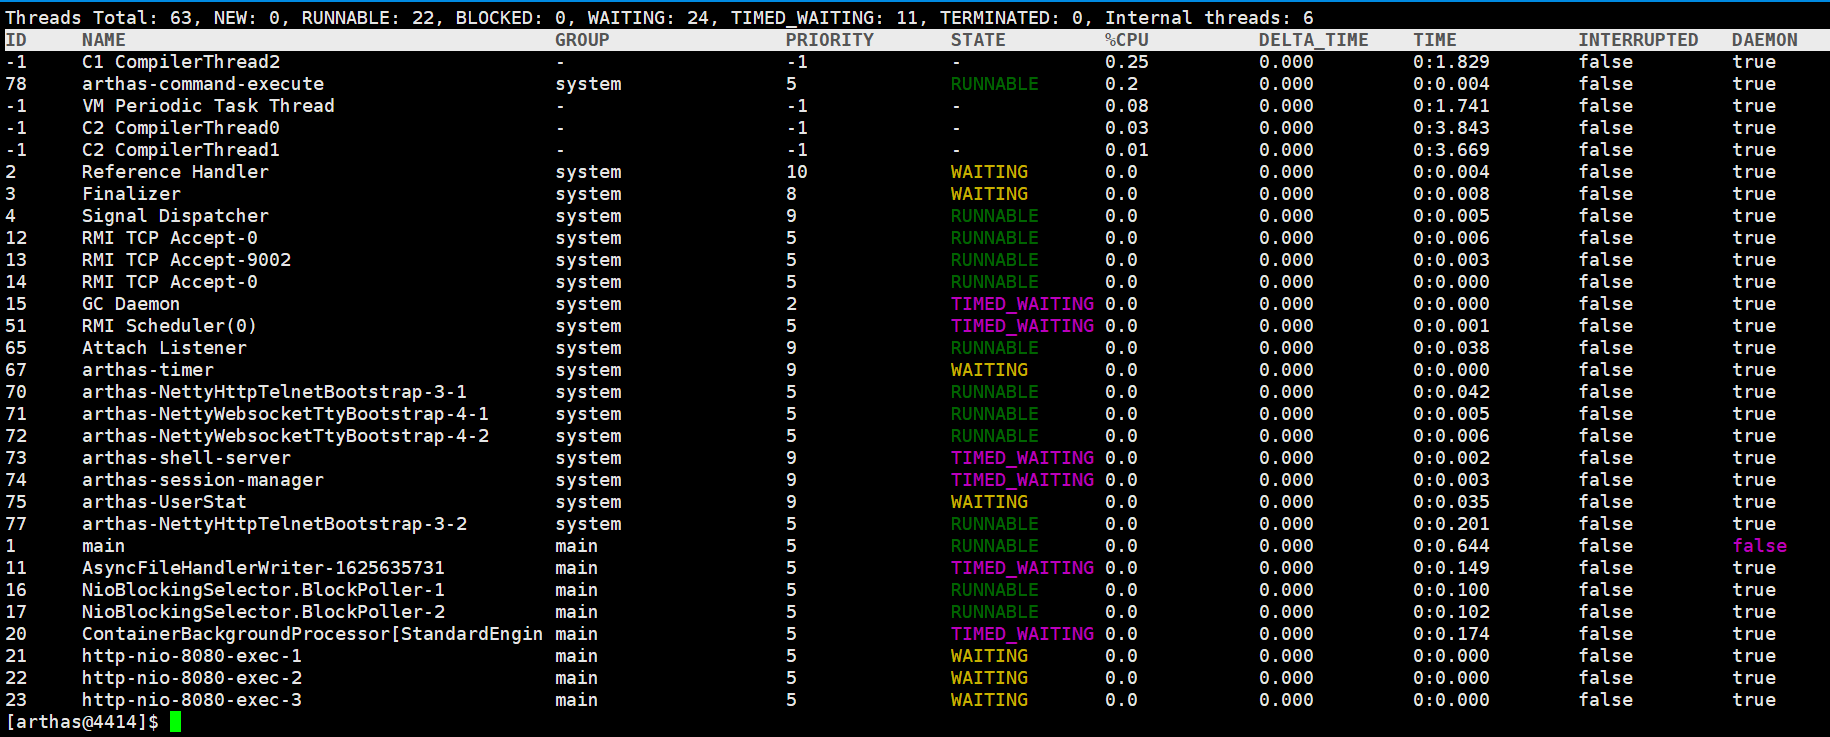 Threads Total: 63, NEW: 0, RUNNABLE: 22, BLOCKED: 0, WAITING: 24, TIMED_WAITING: 11, TERMINATED: 0, Internal threads: 6
ID NAME GROUP PRIORITY STATE %CPU DELTA_TIME TIME INTERRUPTED DAEMON
-1 C1 CompilerThread2 - -1 - 0.25 0.000 0:1.829 false true
78 arthas-command-execute system 5 RUNNABLE 0.2 0.000 0:0.004 false true
-1 VM Periodic Task Thread - -1 - 0.08 0.000 0:1.741 false true
-1 C2 CompilerThread0 - -1 - 0.03 0.000 0:3.843 false true
-1 C2 CompilerThread1 - -1 - 0.01 0.000 0:3.669 false true
2 Reference Handler system 10 WAITING 0.0 0.000 0:0.004 false true
3 Finalizer system 8 WAITING 0.0 0.000 0:0.008 false true
4 Signal Dispatcher system 9 RUNNABLE 0.0 0.000 0:0.005 false true
12 RMI TCP Accept-0 system 5 RUNNABLE 0.0 0.000 0:0.006 false true
13 RMI TCP Accept-9002 system 5 RUNNABLE 0.0 0.000 0:0.003 false true
14 RMI TCP Accept-0 system 5 RUNNABLE 0.0 0.000 0:0.000 false true
15 GC Daemon system 2 TIMED_WAITING 0.0 0.000 0:0.000 false true
51 RMI Scheduler(0) system 5 TIMED_WAITING 0.0 0.000 0:0.001 false true
65 Attach Listener system 9 RUNNABLE 0.0 0.000 0:0.038 false true
67 arthas-timer system 9 WAITING 0.0 0.000 0:0.000 false true
70 arthas-NettyHttpTelnetBootstrap-3-1 system 5 RUNNABLE 0.0 0.000 0:0.042 false true
71 arthas-NettyWebsocketTtyBootstrap-4-1 system 5 RUNNABLE 0.0 0.000 0:0.005 false true
72 arthas-NettyWebsocketTtyBootstrap-4-2 system 5 RUNNABLE 0.0 0.000 0:0.006 false true
73 arthas-shell-server system 9 TIMED_WAITING 0.0 0.000 0:0.002 false true
74 arthas-session-manager system 9 TIMED_WAITING 0.0 0.000 0:0.003 false true
75 arthas-UserStat system 9 WAITING 0.0 0.000 0:0.035 false true
77 arthas-NettyHttpTelnetBootstrap-3-2 system 5 RUNNABLE 0.0 0.000 0:0.201 false true
1 main main 5 RUNNABLE 0.0 0.000 0:0.644 false false
11 AsyncFileHandlerWriter-1625635731 main 5 TIMED_WAITING 0.0 0.000 0:0.149 false true
16 NioBlockingSelector.BlockPoller-1 main 5 RUNNABLE 0.0 0.000 0:0.100 false true
17 NioBlockingSelector.BlockPoller-2 main 5 RUNNABLE 0.0 0.000 0:0.102 false true
20 ContainerBackgroundProcessor[StandardEngin main 5 TIMED_WAITING 0.0 0.000 0:0.174 false true
21 http-nio-8080-exec-1 main 5 WAITING 0.0 0.000 0:0.000 false true
22 http-nio-8080-exec-2 main 5 WAITING 0.0 0.000 0:0.000 false true
23 http-nio-8080-exec-3 main 5 WAITING 0.0 0.000 0:0.000 false true
[arthas@4414]$